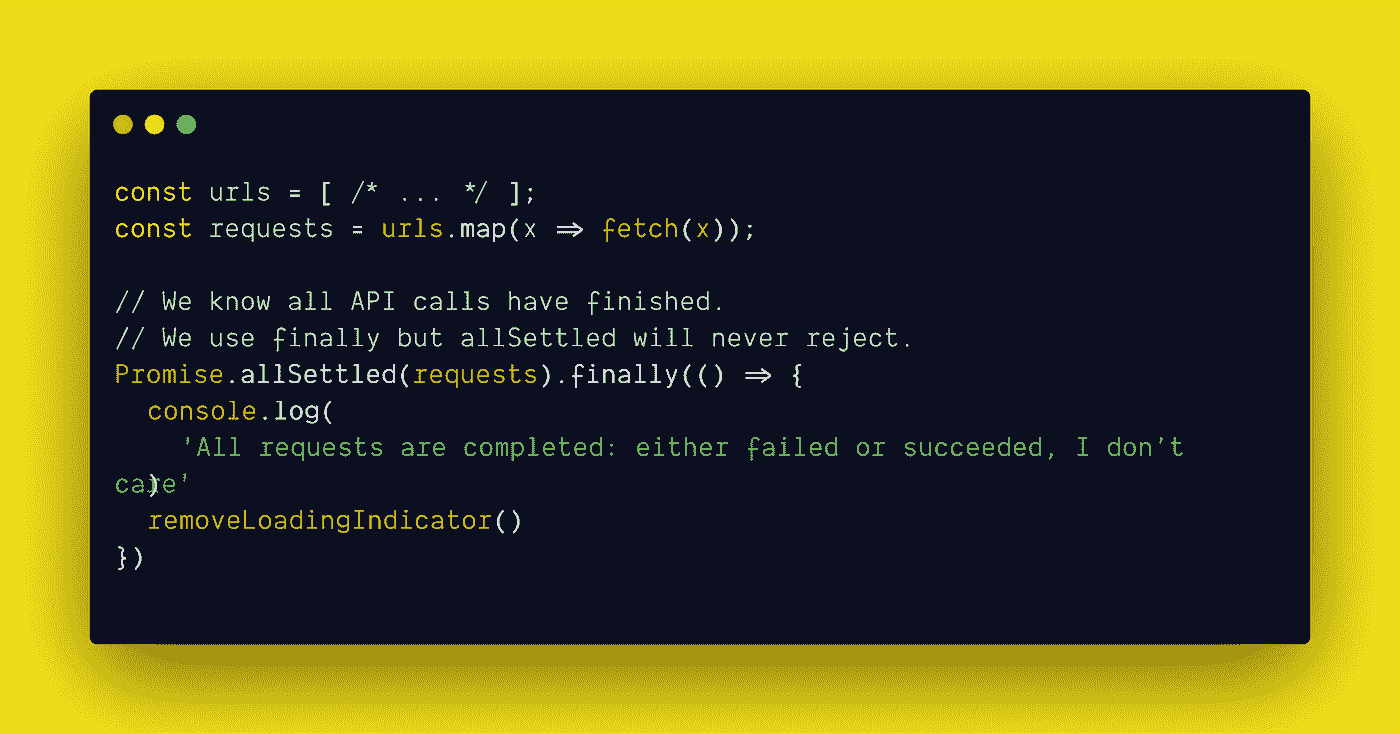 const urls = [ /* ... */ ];
const requests = urls.map(x => fetch(x));
// We know all API calls have finished.
// We use finally but allSettled will never reject.
Promise.allSettled(requests).finally(() => {
console.log(
'All requests are completed: either failed or succeeded, I don't
care'
)
removeLoadingIndicator()
})